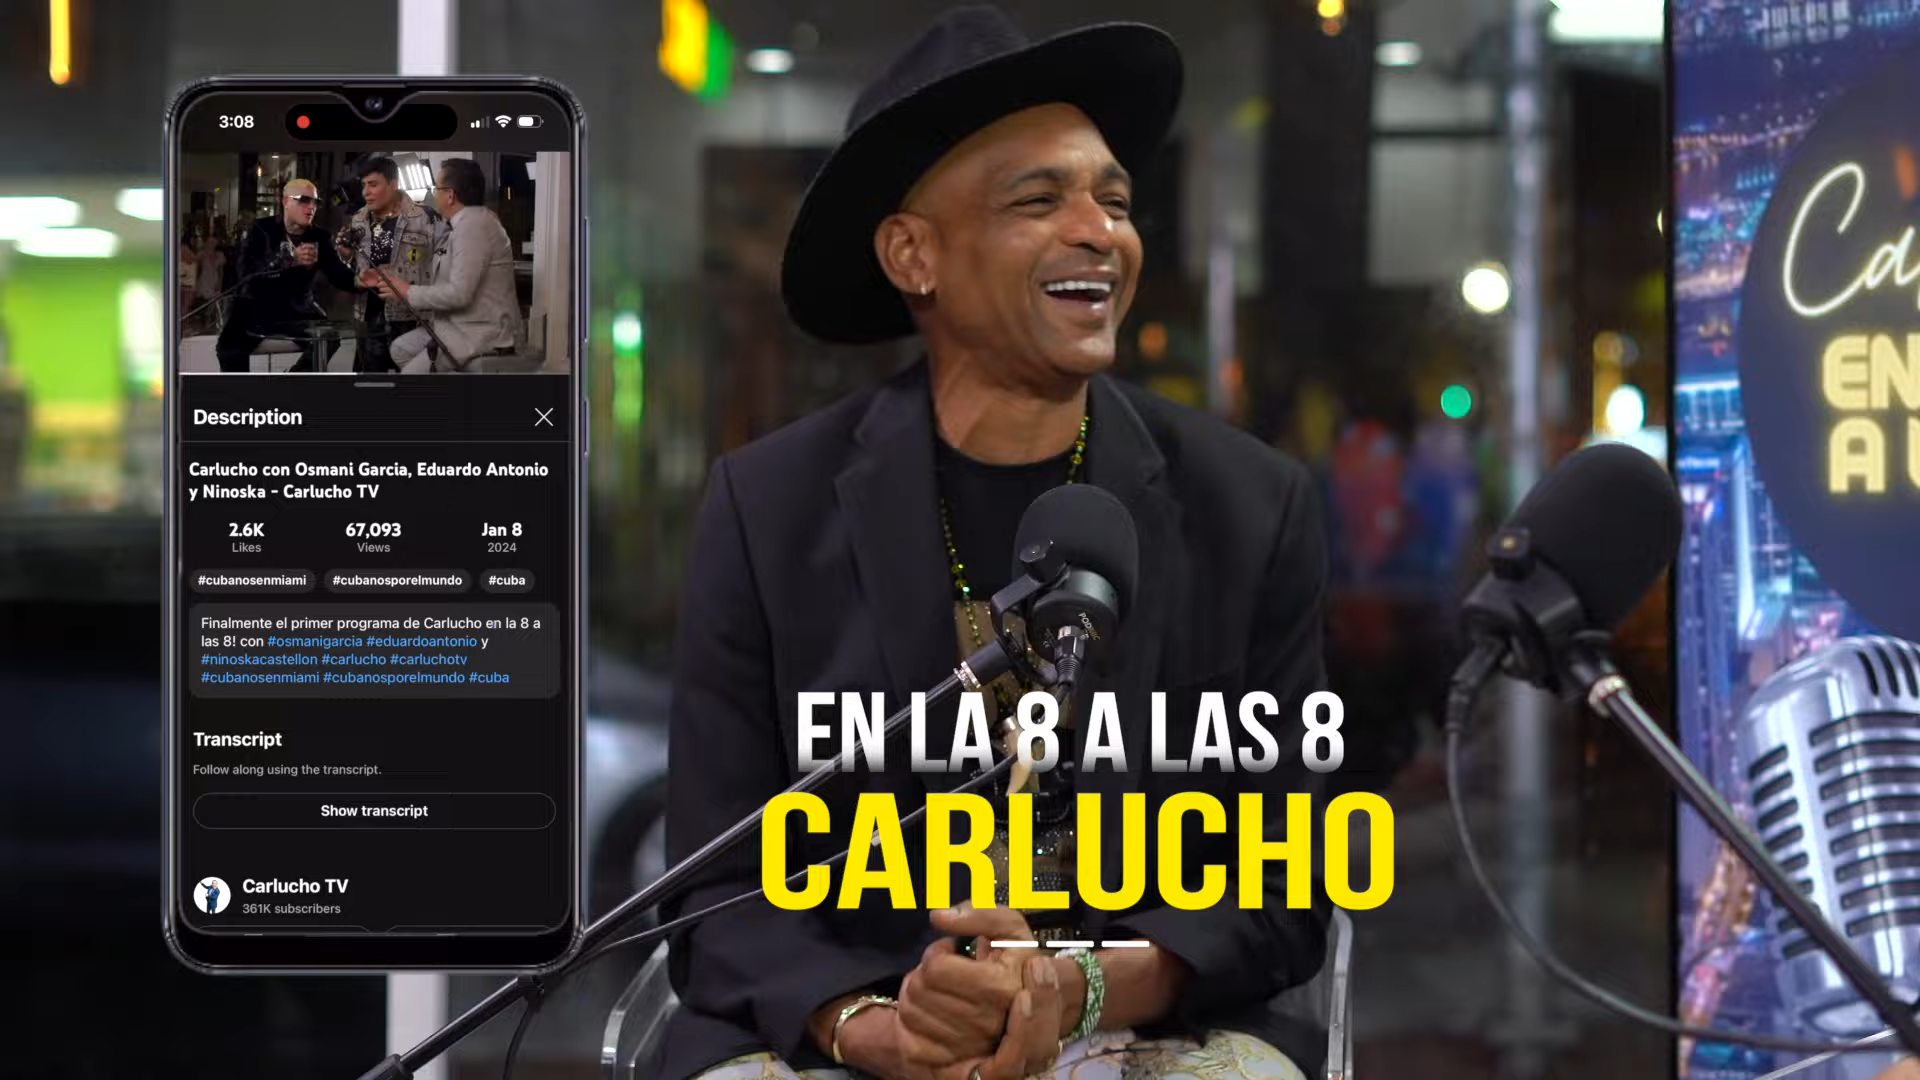 3:08
Description
Carlucho con Osmani Garcia, Eduardo Antonio
y Ninoska - Carlucho TV
2.6K
Likes
67,093
Views
Jan 8
2024
#cubanosenmiami
#cubanosporelmundo
#cuba
Finalmente el primer programa de Carlucho en la 8 a
las 8! con #osmanigarcia #eduardoantonio y
#ninoskacastellon #carlucho #carluchotv
#cubanosenmiami #cubanosporelmundo #cuba
Transcript
Follow along using the transcript.
Show transcript
Carlucho TV
361K subscribers
EN LA 8 A LAS 8
CARLUCHO
Ca
EN
A